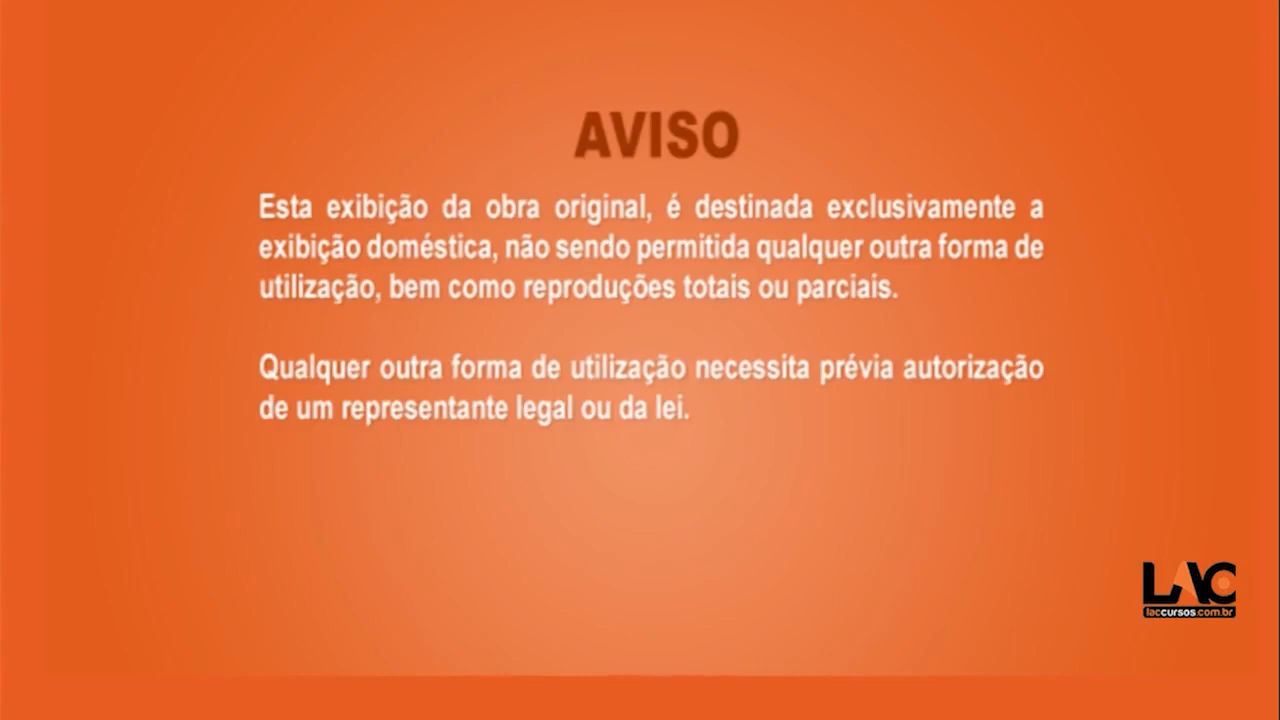 AVISO
Esta exibição da obra original, é destinada exclusivamente a
exibição doméstica, não sendo permitida qualquer outra forma de
utilização, bem como reproduções totais ou parciais.
Qualquer outra forma de utilização necessita prévia autorização
de um representante legal ou da lei.
LAC
laccursos.com.br